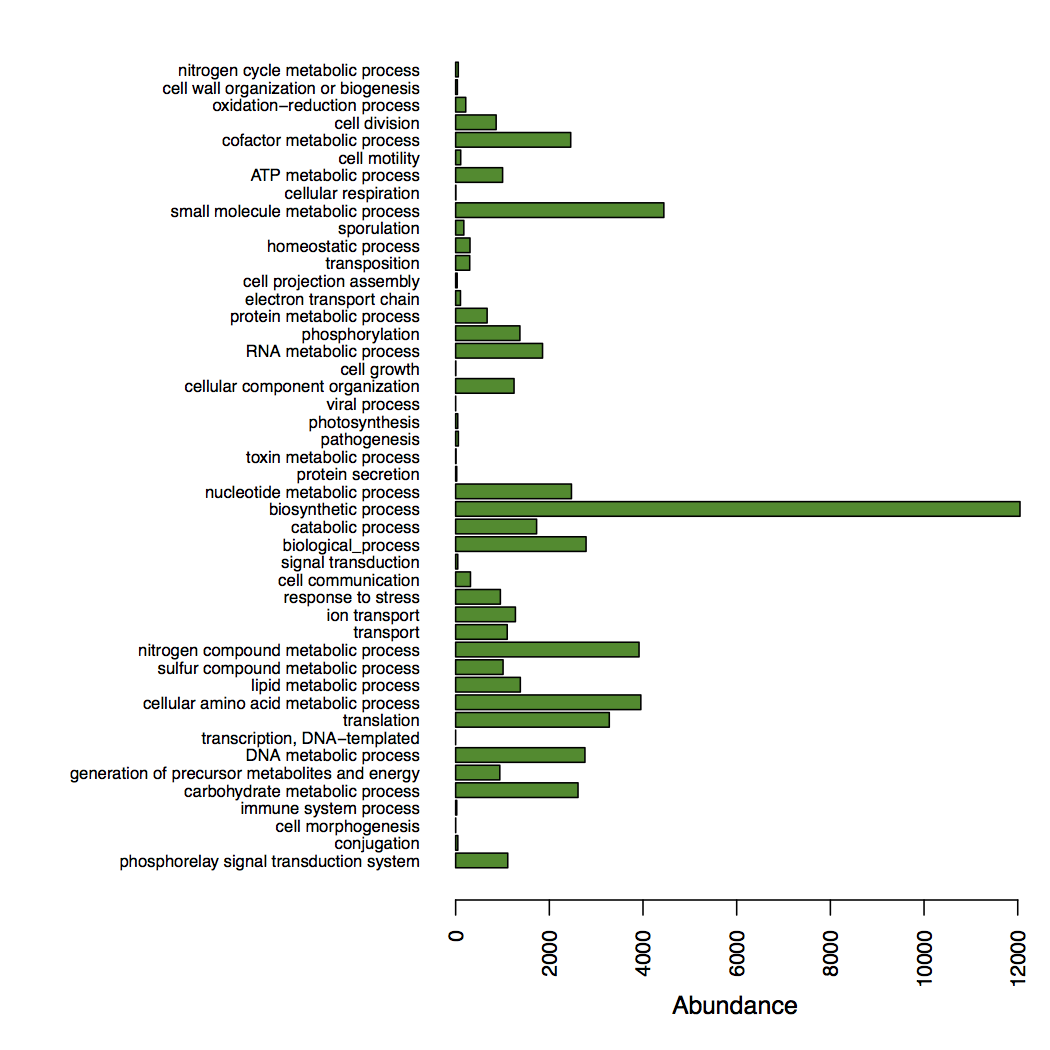 nitrogen cycle metabolic process
cell wall organization or biogenesis
oxidation−reduction process
cell division
cofactor metabolic process
cell motility
ATP metabolic process
cellular respiration
small molecule metabolic process
sporulation
homeostatic process
transposition
cell projection assembly
electron transport chain
protein metabolic process
phosphorylation
RNA metabolic process
cell growth
cellular component organization
viral process
photosynthesis
pathogenesis
toxin metabolic process
protein secretion
nucleotide metabolic process
biosynthetic process
catabolic process
biological_process
signal transduction
cell communication
response to stress
ion transport
transport
nitrogen compound metabolic process
sulfur compound metabolic process
lipid metabolic process
cellular amino acid metabolic process
translation
transcription, DNA−templated
DNA metabolic process
generation of precursor metabolites and energy
carbohydrate metabolic process
immune system process
cell morphogenesis
conjugation
phosphorelay signal transduction system
0
2000
4000
6000
8000
10000
12000
Abundance